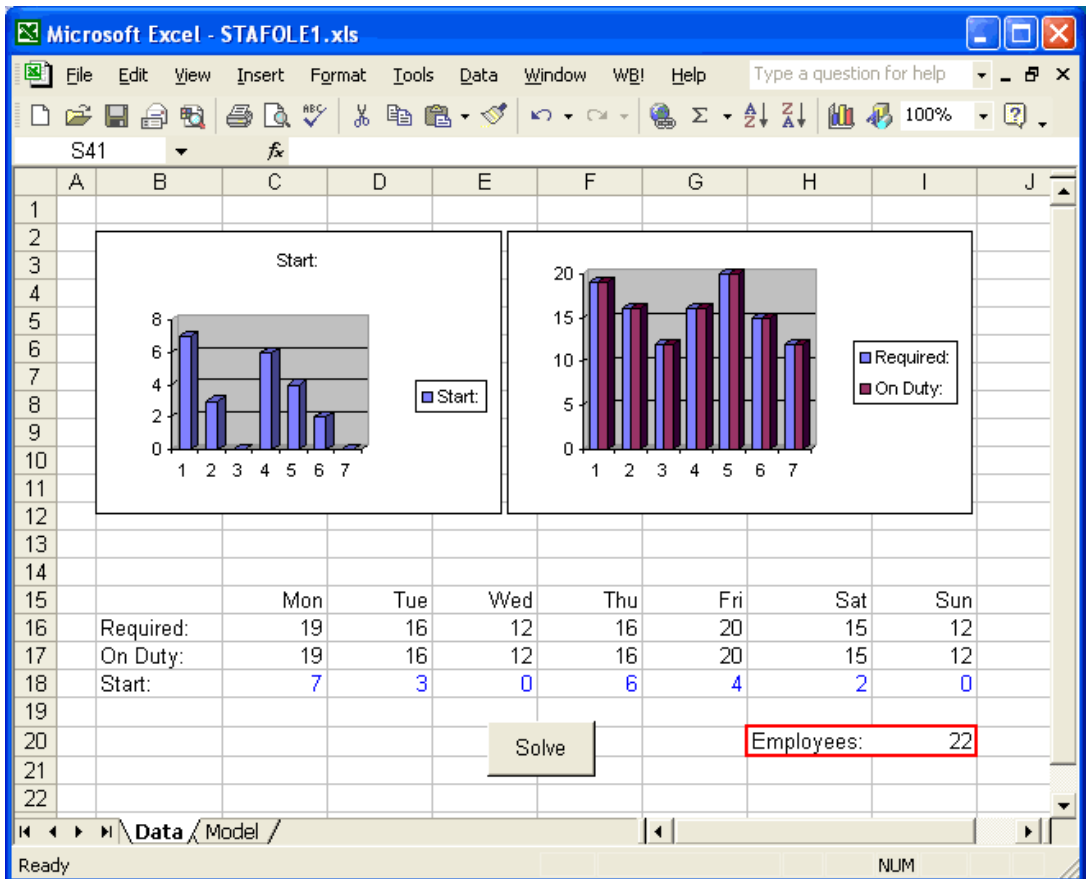 Microsoft Excel - STAFOLE1.xls
File Edit View Insert Format Tools Data Window WB! Help Type a question for help
ABC Σ A Z Z A 100% ?
S41 fx
A B C D E F G H I J
1
2
3
4
5
6
7
8
9
10
11
12
13
14
15
16
17
18
19
20
21
22
Start:
8
6
4
2
0
1 2 3 4 5 6 7
Start:
20
15
10
5
0
1 2 3 4 5 6 7
Required:
On Duty:
Mon Tue Wed Thu Fri Sat Sun
Required: 19 16 12 16 20 15 12
On Duty: 19 16 12 16 20 15 12
Start: 7 3 0 6 4 2 0
Solve
Employees: 22
Data Model
Ready NUM